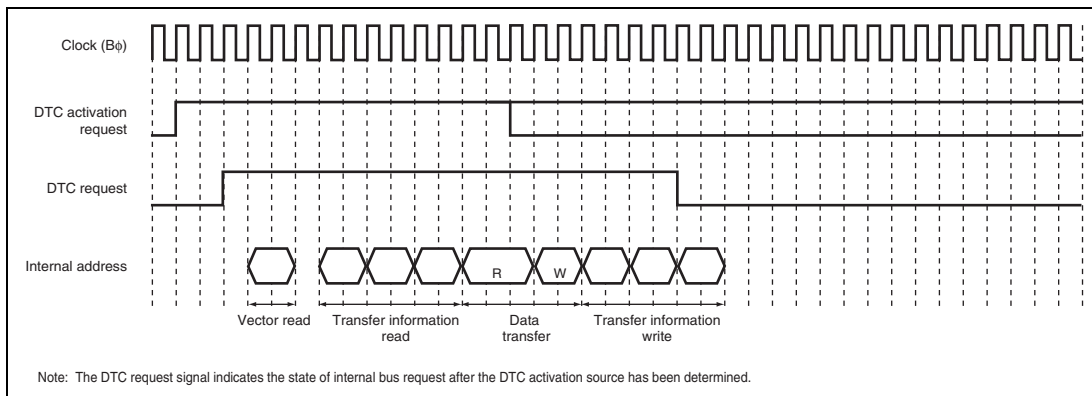 Clock (Bφ)
DTC activation
request
DTC request
Internal address
R
W
Vector read
Transfer information
read
Data
transfer
Transfer information
write
Note: The DTC request signal indicates the state of internal bus request after the DTC activation source has been determined.